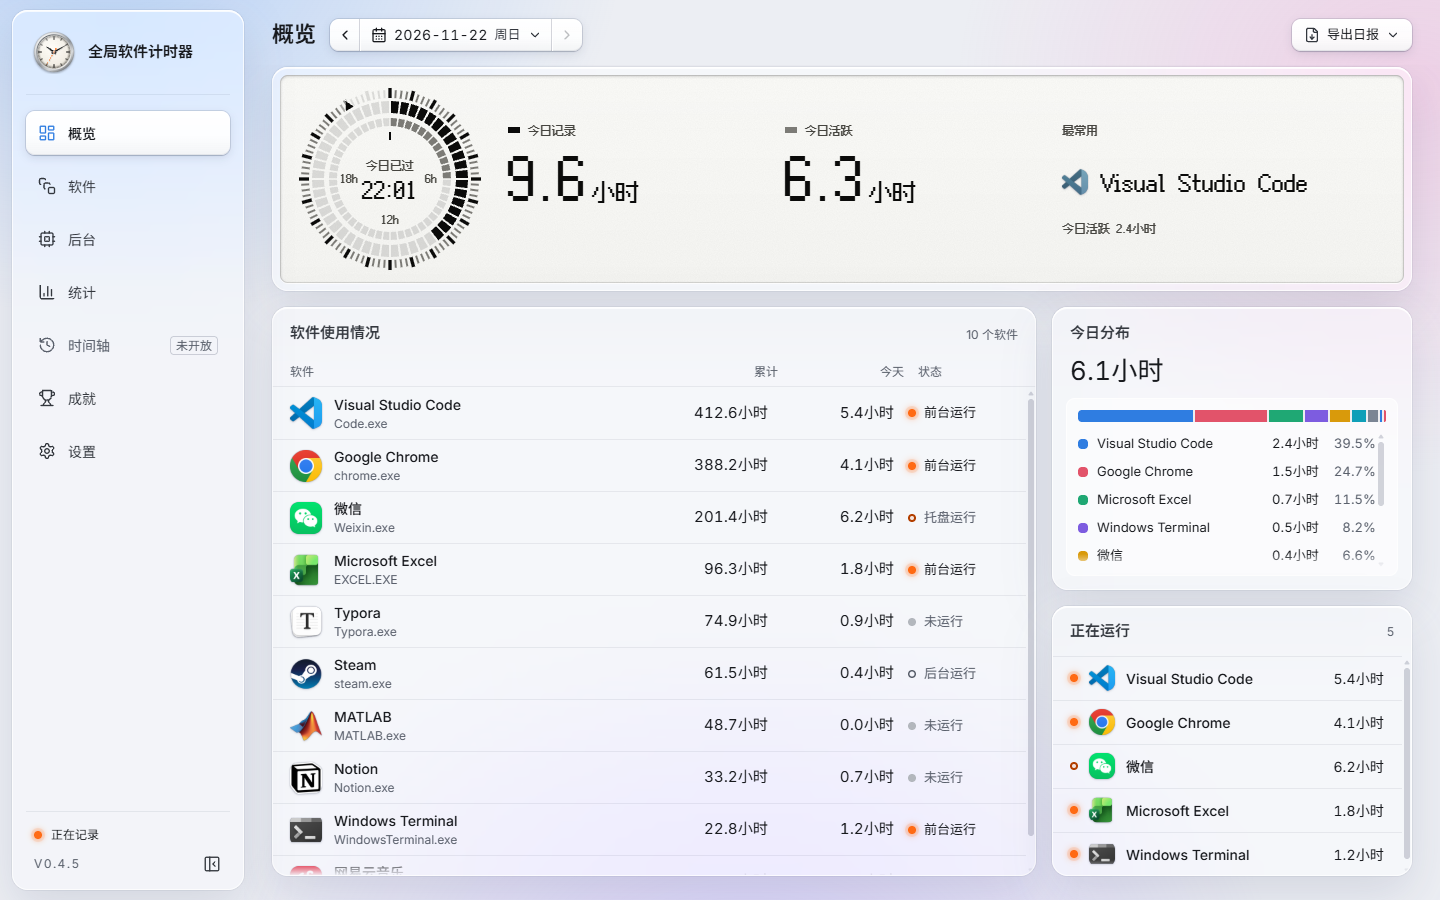 全局软件计时器
概览
软件
后台
统计
时间轴 未开放
成就
设置
正在记录
V0.4.5
概览
2026-11-22 周日
导出日报
今日已过
22:01
18h
6h
12h
今日记录
9.6小时
今日活跃
6.3小时
最常用
Visual Studio Code
今日活跃 2.4小时
软件使用情况
10 个软件
软件 累计 今天 状态
Visual Studio Code
Code.exe
412.6小时 5.4小时 前台运行
Google Chrome
chrome.exe
388.2小时 4.1小时 前台运行
微信
Weixin.exe
201.4小时 6.2小时 托盘运行
Microsoft Excel
EXCEL.EXE
96.3小时 1.8小时 前台运行
Typora
Typora.exe
74.9小时 0.9小时 未运行
Steam
steam.exe
61.5小时 0.4小时 后台运行
MATLAB
MATLAB.exe
48.7小时 0.0小时 未运行
Notion
Notion.exe
33.2小时 0.7小时 未运行
Windows Terminal
WindowsTerminal.exe
22.8小时 1.2小时 前台运行
网易云音乐
今日分布
6.1小时
Visual Studio Code 2.4小时 39.5%
Google Chrome 1.5小时 24.7%
Microsoft Excel 0.7小时 11.5%
Windows Terminal 0.5小时 8.2%
微信 0.4小时 6.6%
正在运行
5
Visual Studio Code 5.4小时
Google Chrome 4.1小时
微信 6.2小时
Microsoft Excel 1.8小时
Windows Terminal 1.2小时